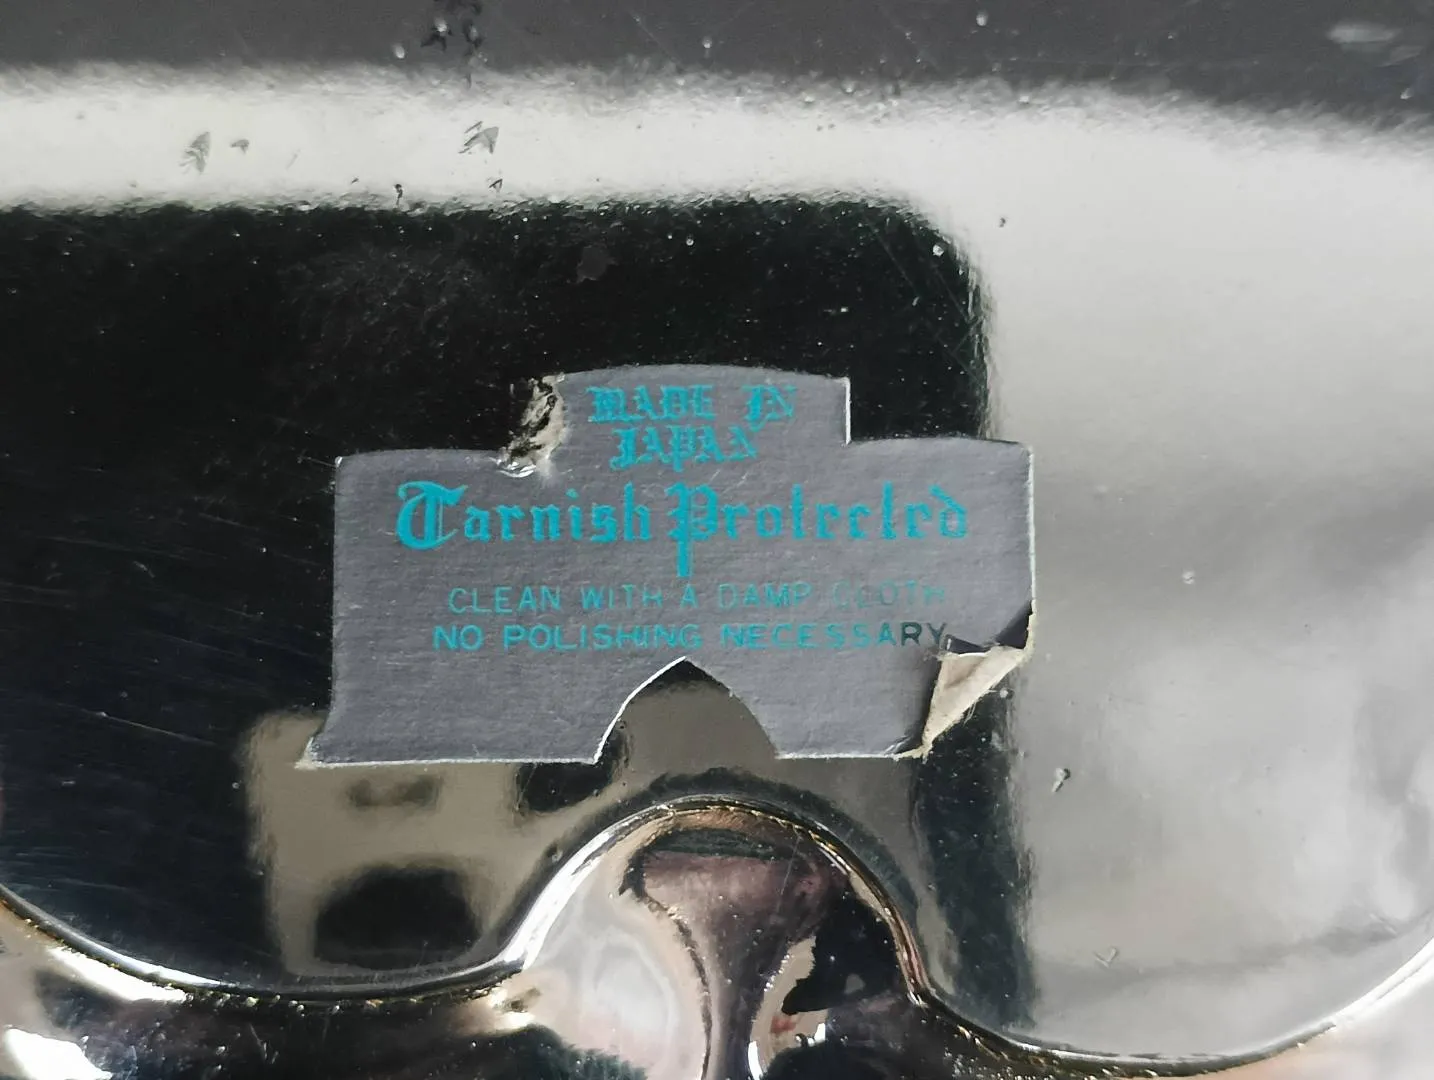 MADE IN
JAPAN
Tarnish Protected
CLEAN WITH A DAMP CLOTH
NO POLISHING NECESSARY